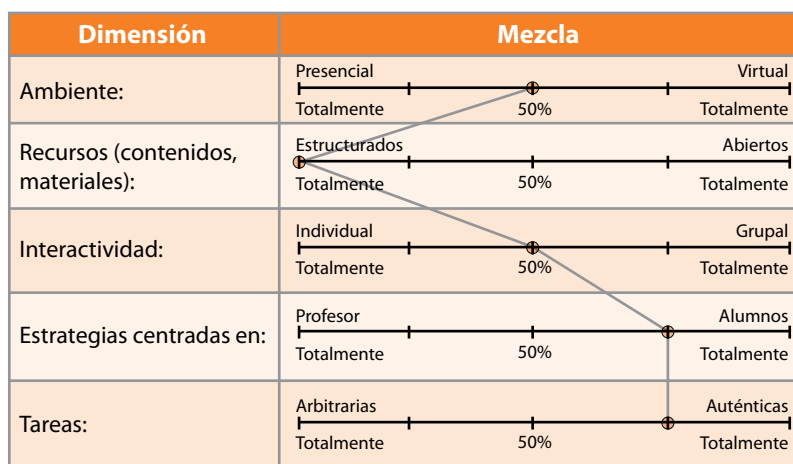 Dimensión
Mezcla
Ambiente:
Presencial
Virtual
Totalmente
50%
Totalmente
Recursos (contenidos,
materiales):
Estructurados
Abiertos
Totalmente
50%
Totalmente
Interactividad:
Individual
Grupal
Totalmente
50%
Totalmente
Estrategias centradas en:
Profesor
Alumnos
Totalmente
50%
Totalmente
Tareas:
Arbitrarias
Auténticas
Totalmente
50%
Totalmente